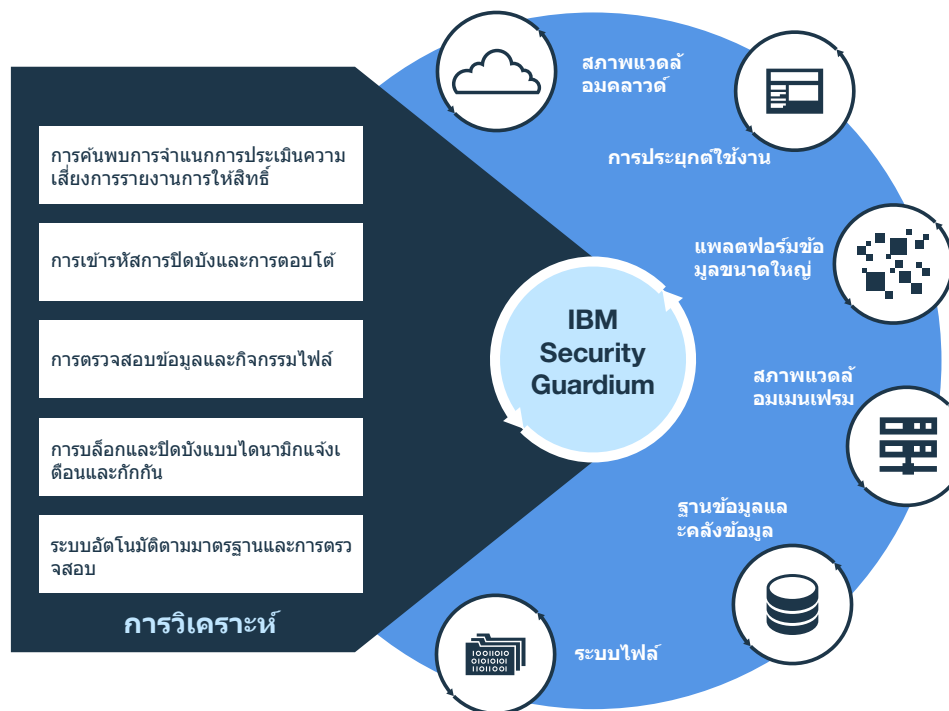 การค้นพบการจำแนกการประเมินความ
เสี่ยงการรายงานการให้สิทธิ์
การเข้ารหัสการปิดบังและการตอบโต้
การตรวจสอบข้อมูลและกิจกรรมไฟล์
การบล็อกและปิดบังแบบไดนามิกแจ้งเ
ตือนและกักกัน
ระบบอัตโนมัติตามมาตรฐานและการตรว
จสอบ
การวิเคราะห์
IBM
Security
Guardium
สภาพแวดล้
อมคลาวด์
การประยุกต์ใช้งาน
แพลตฟอร์มข้อ
มูลขนาดใหญ่
สภาพแวดล้
อมเมนเฟรม
ฐานข้อมูลแล
ะคลังข้อมูล
ระบบไฟล์
10011010
01010101
11011001